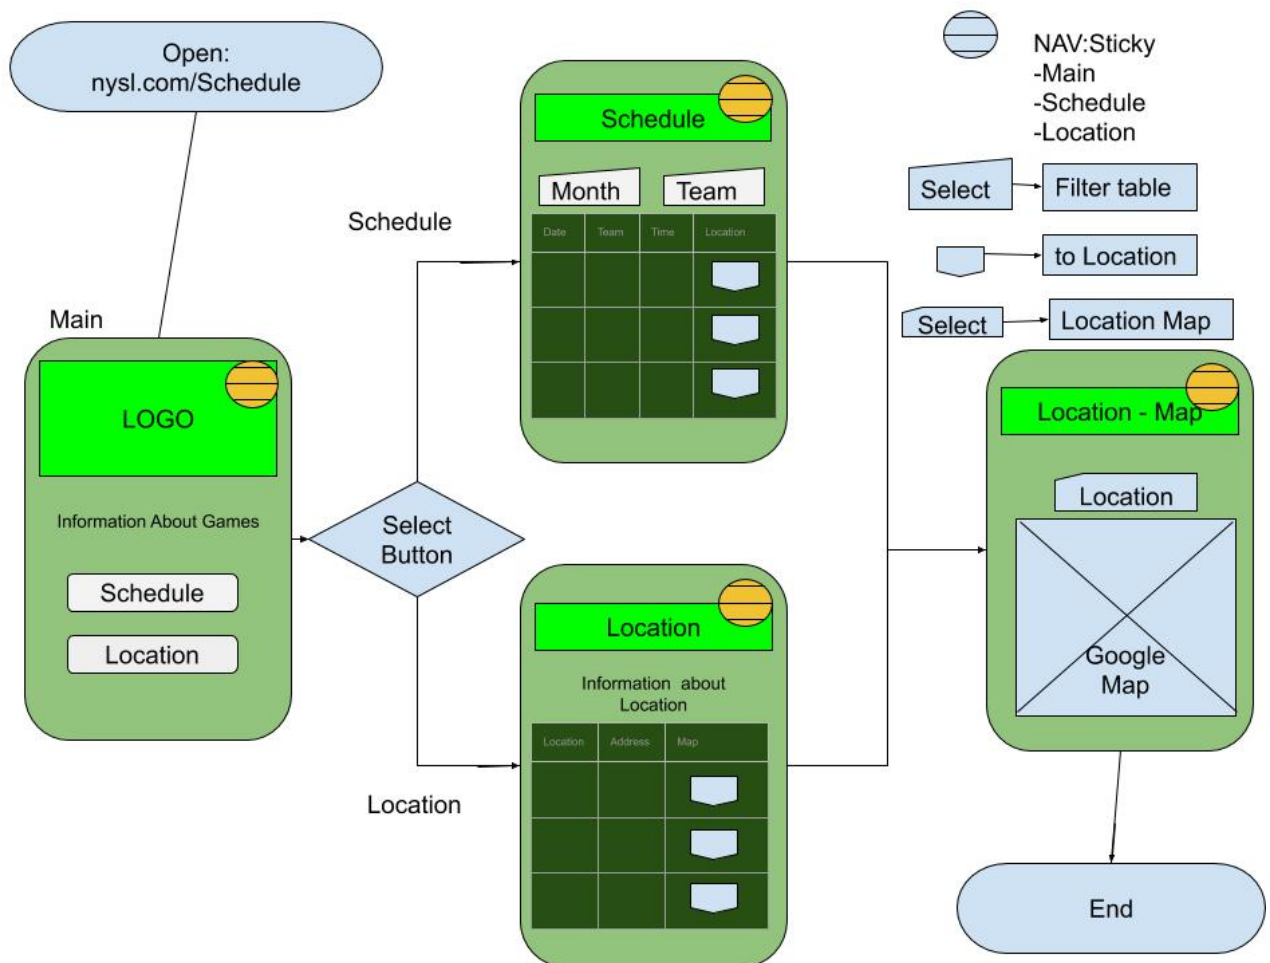 Open:
nysl.com/Schedule
Main
LOGO
Information About Games
Schedule
Location
Select
Button
Schedule
Location
Schedule
Month Team
Date Team Time Location
Location
Information about
Location
Location Address Map
NAV:Sticky
-Main
-Schedule
-Location
Select Filter table
to Location
Select Location Map
Location - Map
Location
Google
Map
End